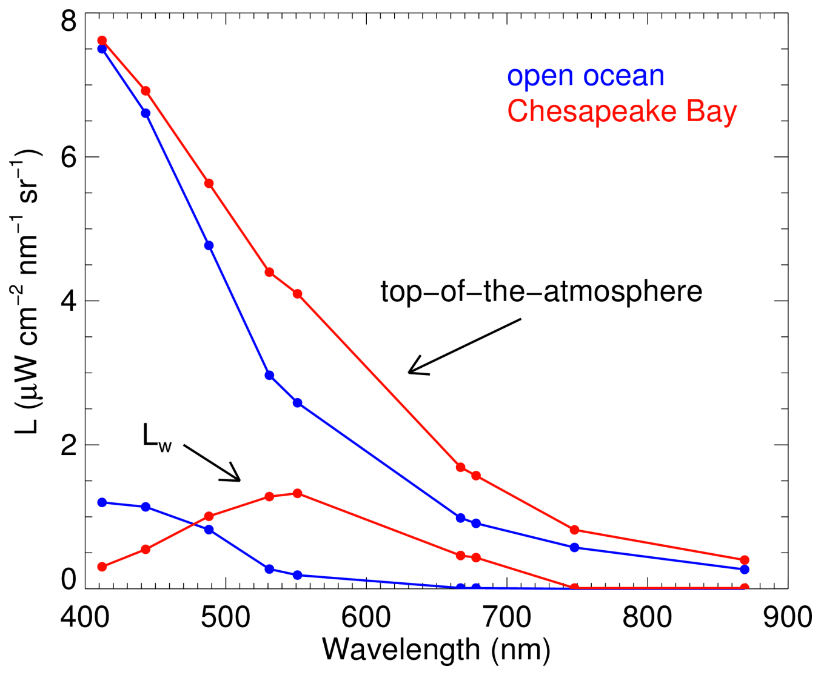 8
open ocean
Chesapeake Bay
6
L (μW cm⁻² nm⁻¹ sr⁻¹)
top−of−the−atmosphere
4
2
Lw
0
400 500 600 700 800 900
Wavelength (nm)